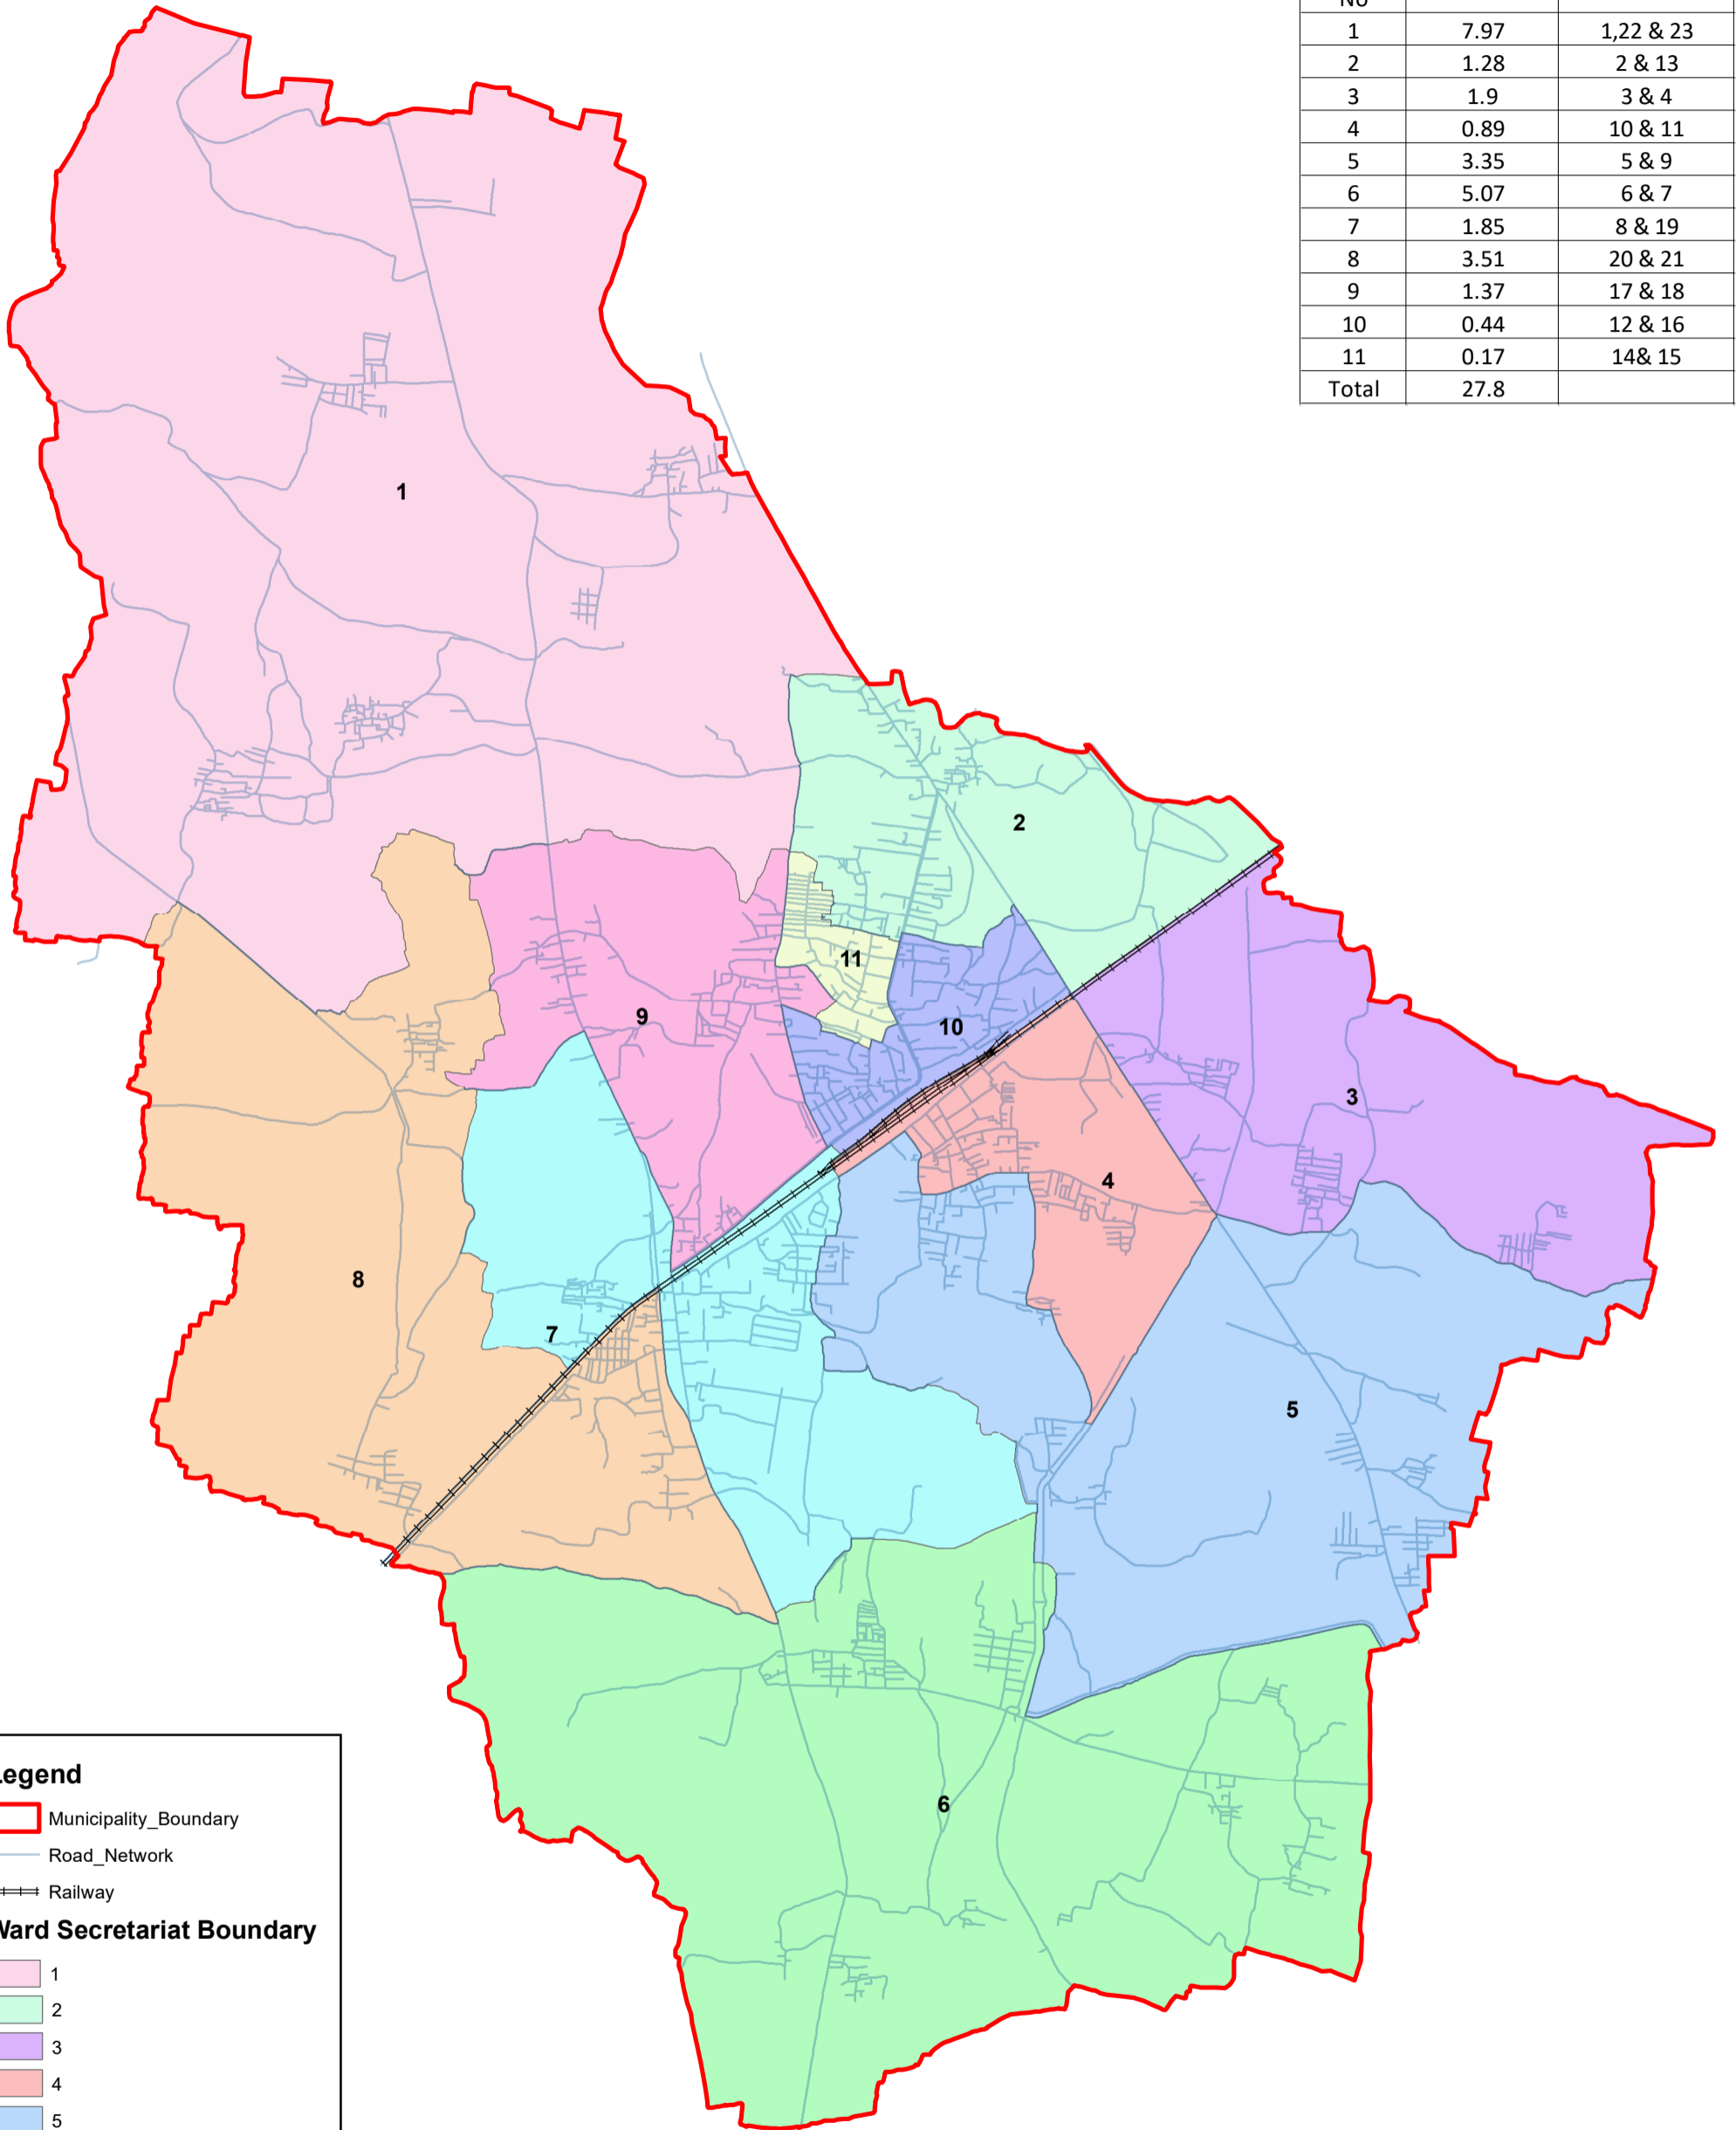 No
1 7.97 1,22 & 23
2 1.28 2 & 13
3 1.9 3 & 4
4 0.89 10 & 11
5 3.35 5 & 9
6 5.07 6 & 7
7 1.85 8 & 19
8 3.51 20 & 21
9 1.37 17 & 18
10 0.44 12 & 16
11 0.17 14& 15
Total 27.8
1
2
11
9
10
3
4
8
7
5
6
Legend
Municipality_Boundary
Road_Network
Railway
Ward Secretariat Boundary
1
2
3
4
5